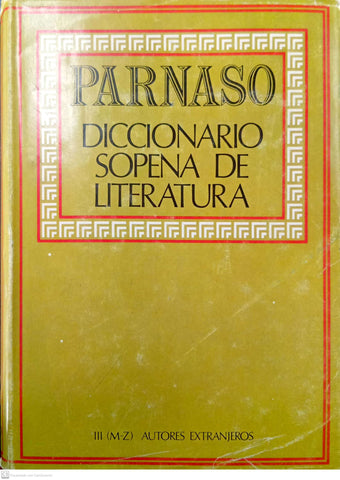 PARNASO
DICCIONARIO
SOPENA DE
LITERATURA
III (M-Z) AUTORES EXTRANJEROS